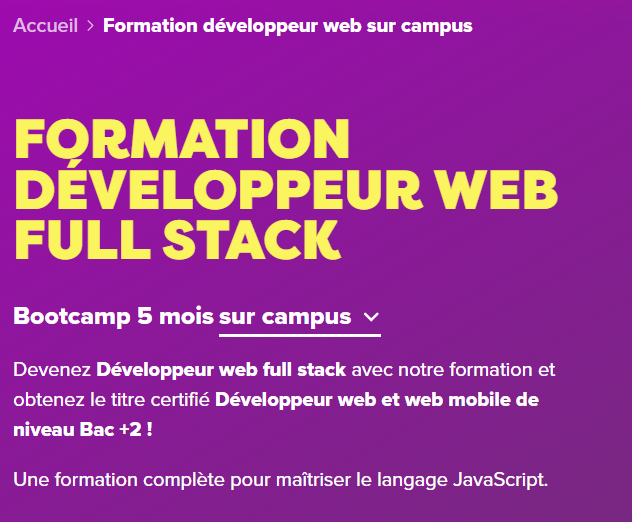 Accueil > Formation développeur web sur campus
FORMATION
DÉVELOPPEUR WEB
FULL STACK
Bootcamp 5 mois sur campus
Devenez Développeur web full stack avec notre formation et
obtenez le titre certifié Développeur web et web mobile de
niveau Bac +2 !
Une formation complète pour maîtriser le langage JavaScript.